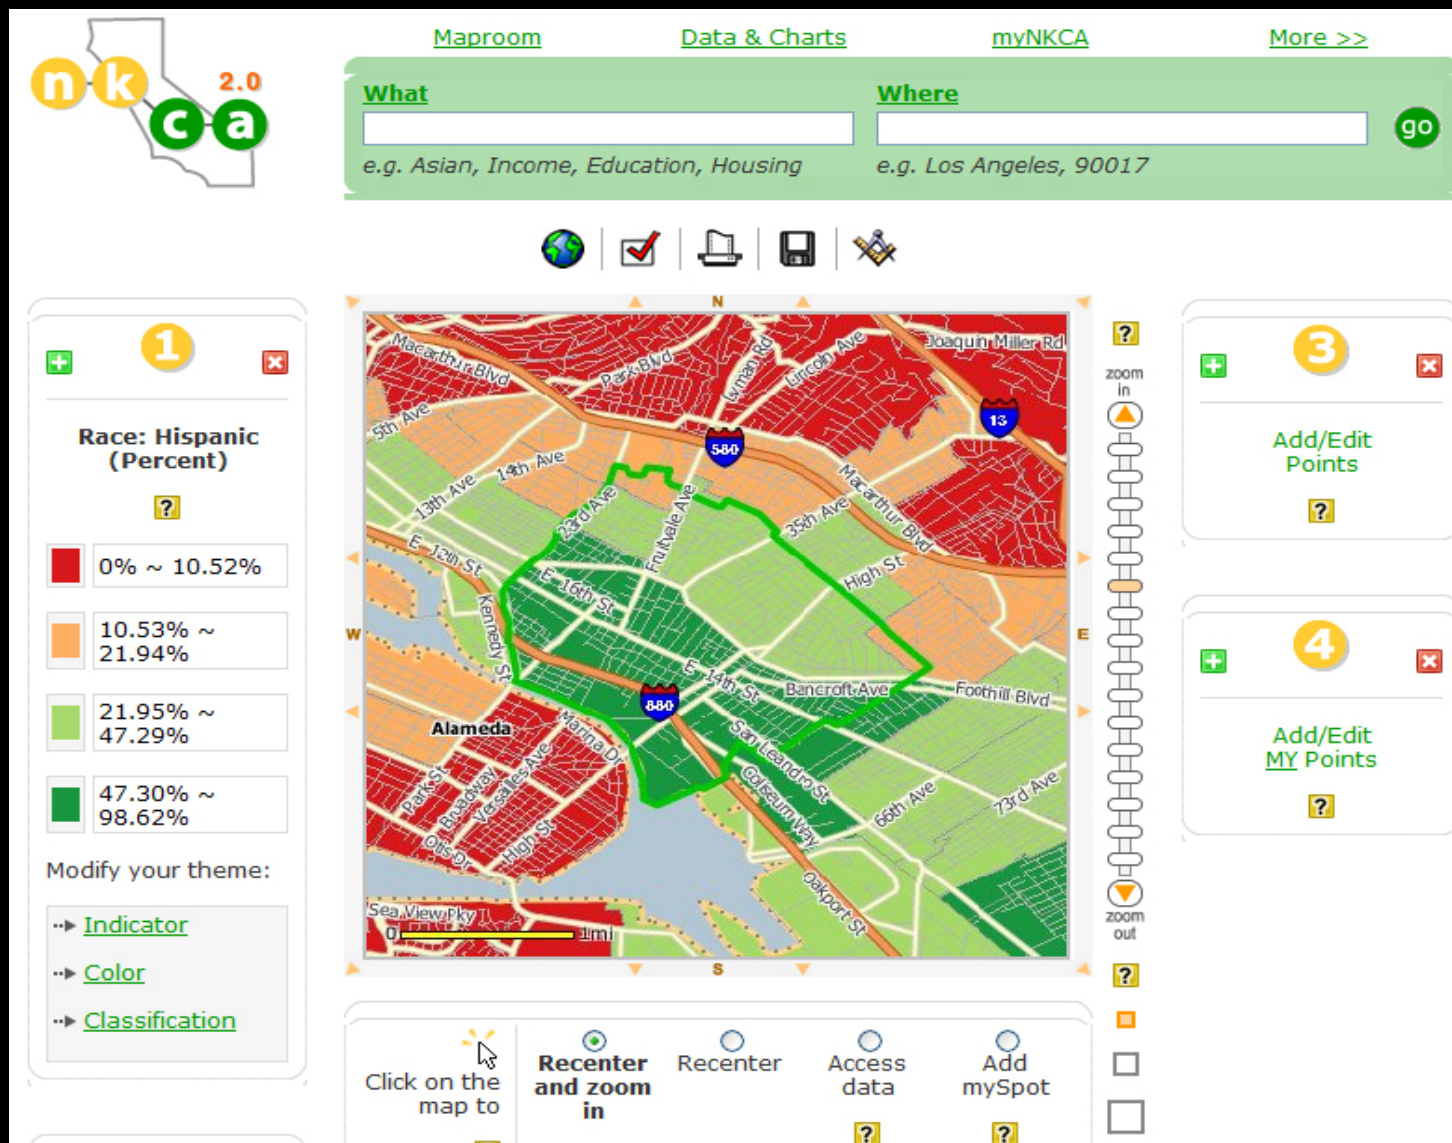 n k c a 2.0
Maproom Data & Charts myNKCA More >>
What Where
go
e.g. Asian, Income, Education, Housing e.g. Los Angeles, 90017
1
Race: Hispanic
(Percent)
?
0% ~ 10.52%
10.53% ~
21.94%
21.95% ~
47.29%
47.30% ~
98.62%
Modify your theme:
Indicator
Color
Classification
N
W
E
S
Macarthur Blvd
Park Blvd
Lyman Rd
Lincoln Ave
Joaquin Miller Rd
5th Ave
580
13
14th Ave
13th Ave
23rd Ave
Fruitvale Ave
35th Ave
Macarthur Blvd
E 12th St
E 16th St
High St
Kennedy St
E 14th St
Bancroft Ave
Foothill Blvd
880
Alameda
Marina Dr
San Leandro St
Coliseum Way
66th Ave
73rd Ave
Park St
Broadway
Versailles Ave
Otis Dr
High St
Oakport St
Sea View Pky
0 1mi
?
zoom
in
zoom
out
?
3
Add/Edit
Points
?
4
Add/Edit
MY Points
?
Click on the
map to
Recenter
and zoom
in
Recenter
Access
data
?
Add
mySpot
?